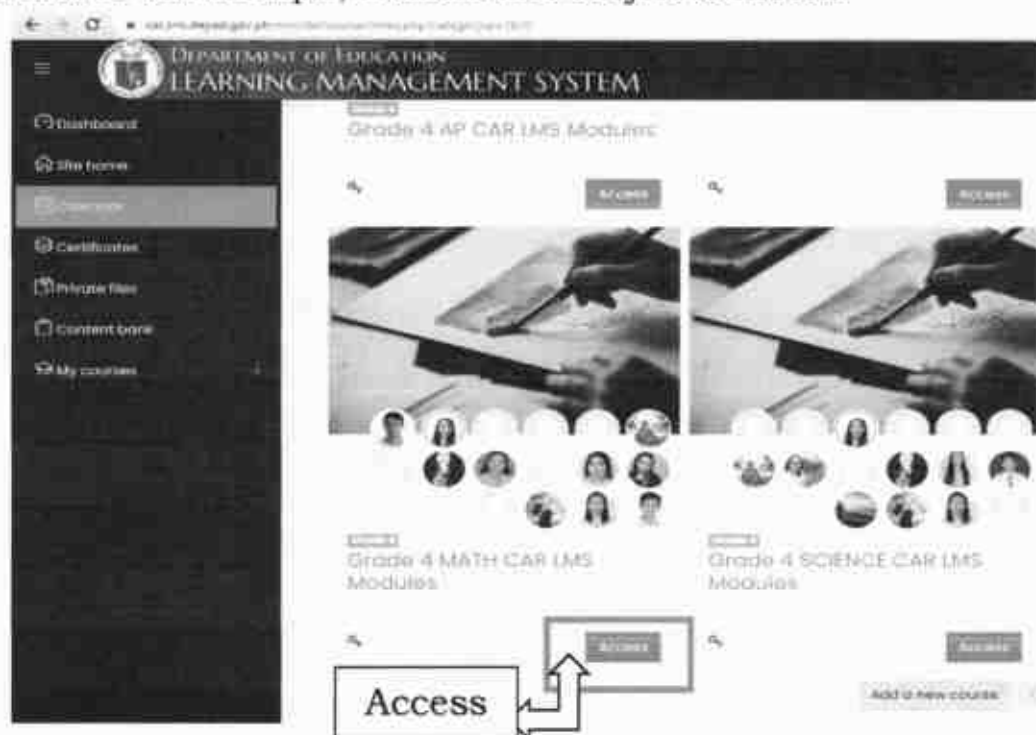 DEPARTMENT OF EDUCATION
LEARNING MANAGEMENT SYSTEM
Dashboard
Site home
Certificates
Private files
Content bank
My courses
Grade 4 AP CAR LMS Modules
Access
Access
Grade 4 MATH CAR LMS
Modules
Grade 4 SCIENCE CAR LMS
Modules
Access
Access
Access
Add a new course